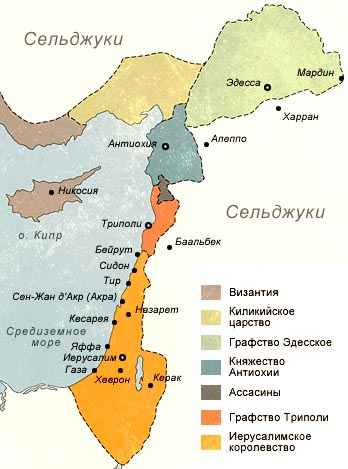 Сельджуки
Мардин
Эдесса
Харран
Антиохия
Алеппо
Никосия
Сельджуки
Триполи
о. Кипр
Бейрут
Баальбек
Сидон
Тир
Сен-Жан д'Акр (Акра)
Назарет
Кесарея
Средиземное
море
Яффа
Иерусалим
Газа
Хеврон
Керак
Византия
Киликийское
царство
Графство Эдесское
Княжество
Антиохии
Ассасины
Графство Триполи
Иерусалимское
королевство